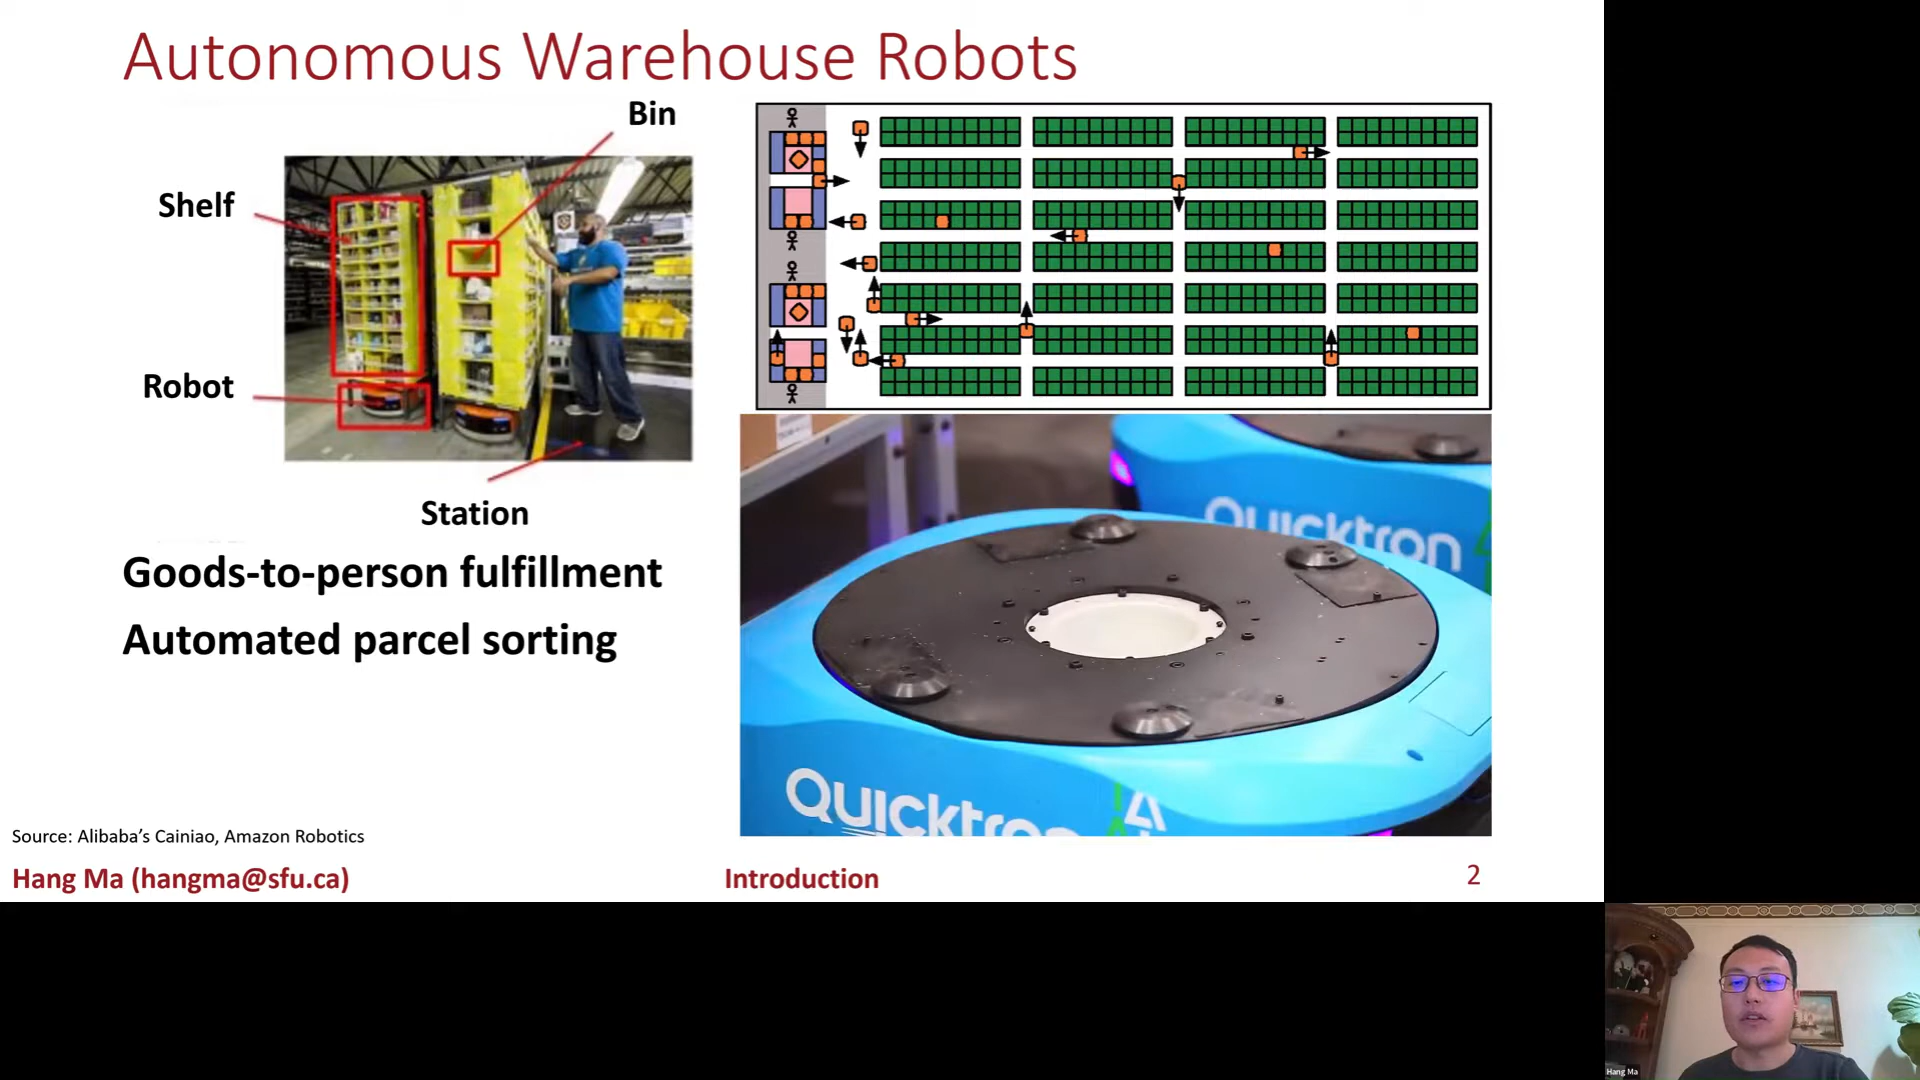 Autonomous Warehouse Robots
Bin
Shelf
Robot
Station
Goods-to-person fulfillment
Automated parcel sorting
Quicktron
Quicktron
Source: Alibaba’s Cainiao, Amazon Robotics
Hang Ma (hangma@sfu.ca)
Introduction
2
Hang Ma